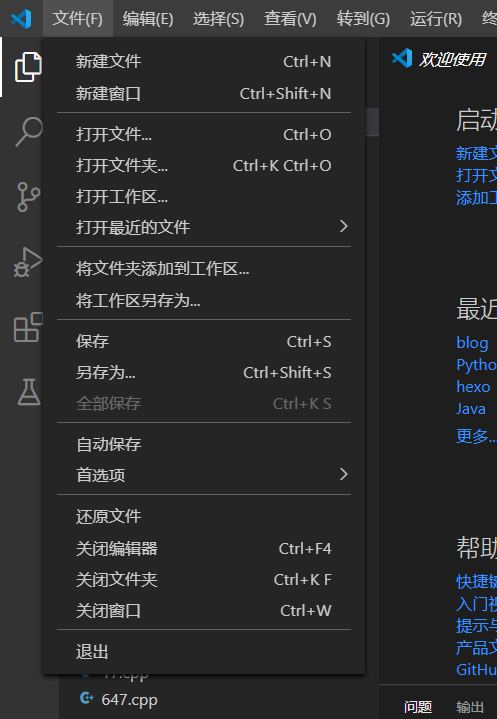 文件(F) 编辑(E) 选择(S) 查看(V) 转到(G) 运行(R)
新建文件 Ctrl+N
新建窗口 Ctrl+Shift+N
打开文件... Ctrl+O
打开文件夹... Ctrl+K Ctrl+O
打开工作区...
打开最近的文件
将文件夹添加到工作区...
将工作区另存为...
保存 Ctrl+S
另存为... Ctrl+Shift+S
全部保存 Ctrl+K S
自动保存
首选项
还原文件
关闭编辑器 Ctrl+F4
关闭文件夹 Ctrl+K F
关闭窗口 Ctrl+W
退出
647.cpp
欢迎使用
启动
新建文
打开文
添加工
最近
blog
Pytho
hexo
Java
更多...
帮助
快捷键
入门视
提示与
产品文
GitHu
问题 输出